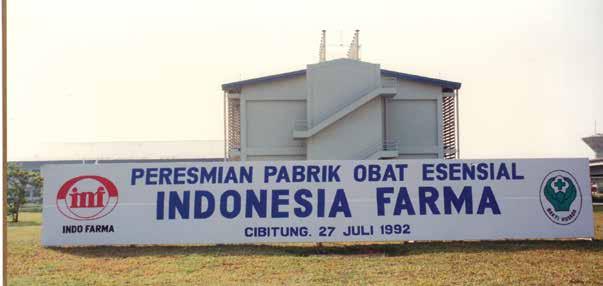 PERESMIAN PABRIK OBAT ESENSIAL
INDONESIA FARMA
CIBITUNG. 27 JULI 1992
inf
INDO FARMA
BAKTI HUSADA